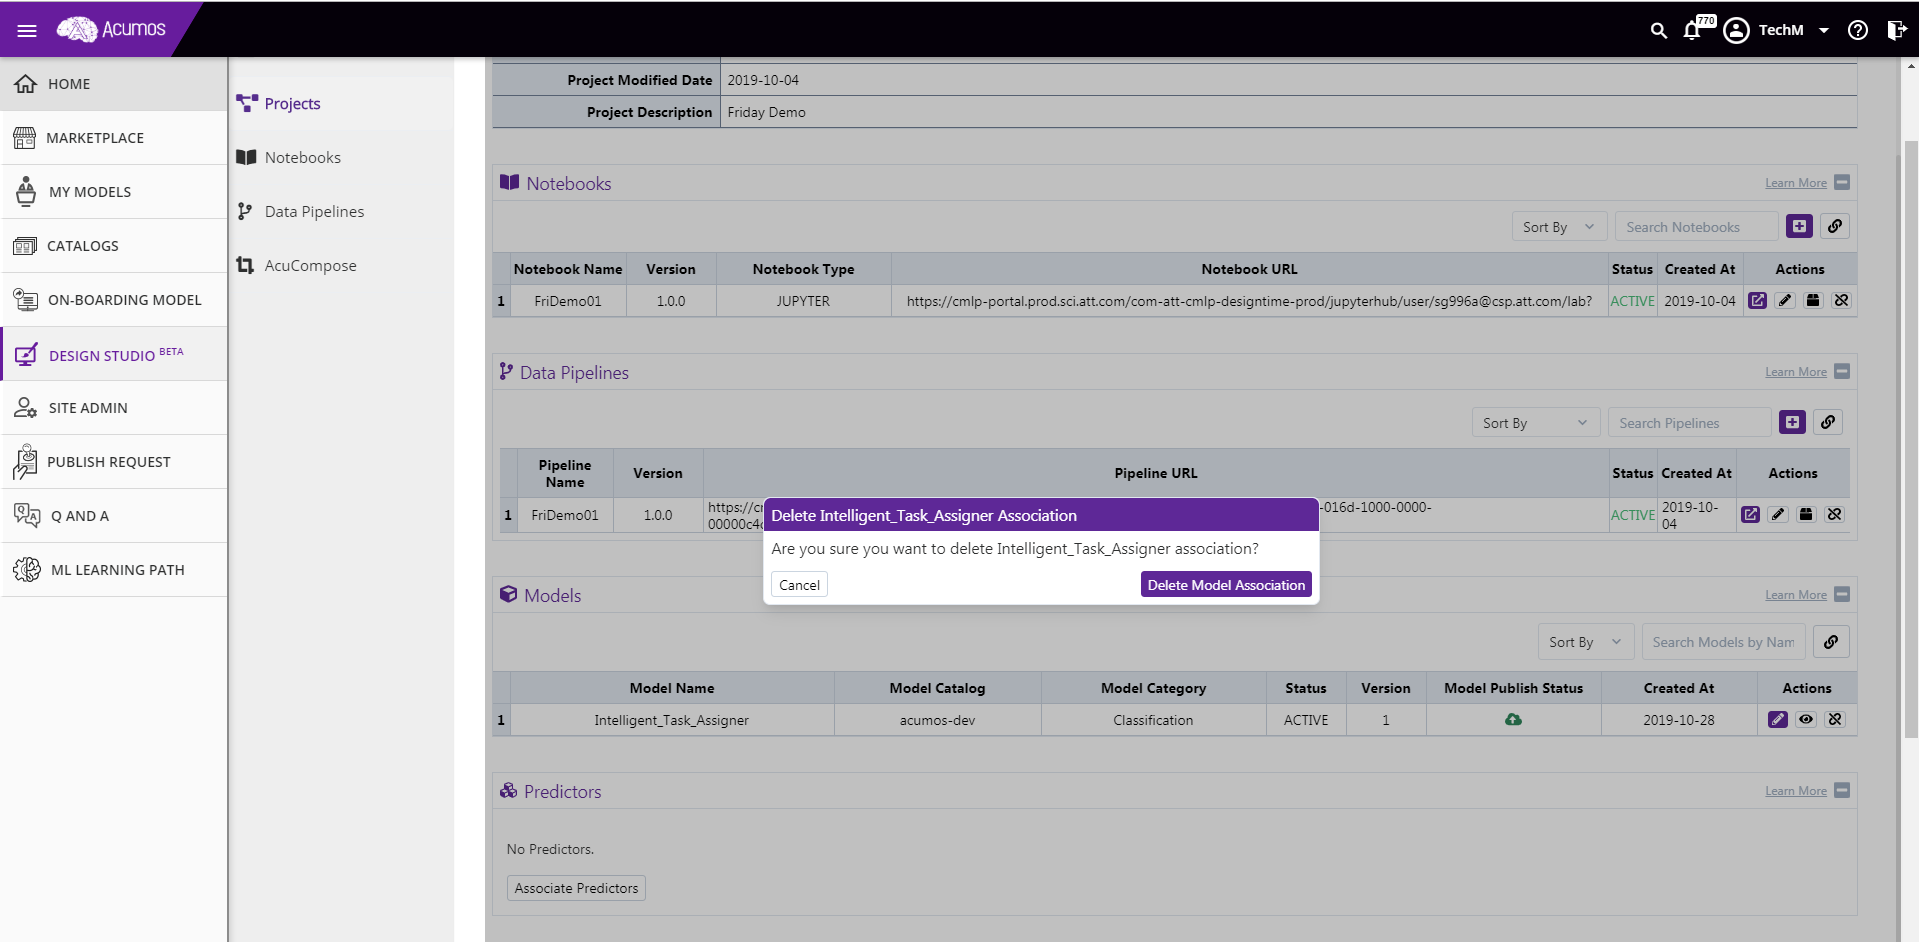 Acumos
770
TechM
HOME
MARKETPLACE
MY MODELS
CATALOGS
ON-BOARDING MODEL
DESIGN STUDIO BETA
SITE ADMIN
PUBLISH REQUEST
Q AND A
ML LEARNING PATH
Projects
Notebooks
Data Pipelines
AcuCompose
Project Modified Date 2019-10-04
Project Description Friday Demo
Notebooks Learn More
Sort By Search Notebooks
Notebook Name Version Notebook Type Notebook URL Status Created At Actions
1 FriDemo01 1.0.0 JUPYTER https://cmlp-portal.prod.sci.att.com/com-att-cmlp-designtime-prod/jupyterhub/user/sg996a@csp.att.com/lab? ACTIVE 2019-10-04
Data Pipelines Learn More
Sort By Search Pipelines
Pipeline Name Version Pipeline URL Status Created At Actions
1 FriDemo01 1.0.0 -016d-1000-0000- ACTIVE 2019-10-04
Delete Intelligent_Task_Assigner Association
Are you sure you want to delete Intelligent_Task_Assigner association?
Cancel Delete Model Association
Models Learn More
Sort By Search Models by Nam
Model Name Model Catalog Model Category Status Version Model Publish Status Created At Actions
1 Intelligent_Task_Assigner acumos-dev Classification ACTIVE 1 2019-10-28
Predictors Learn More
No Predictors.
Associate Predictors